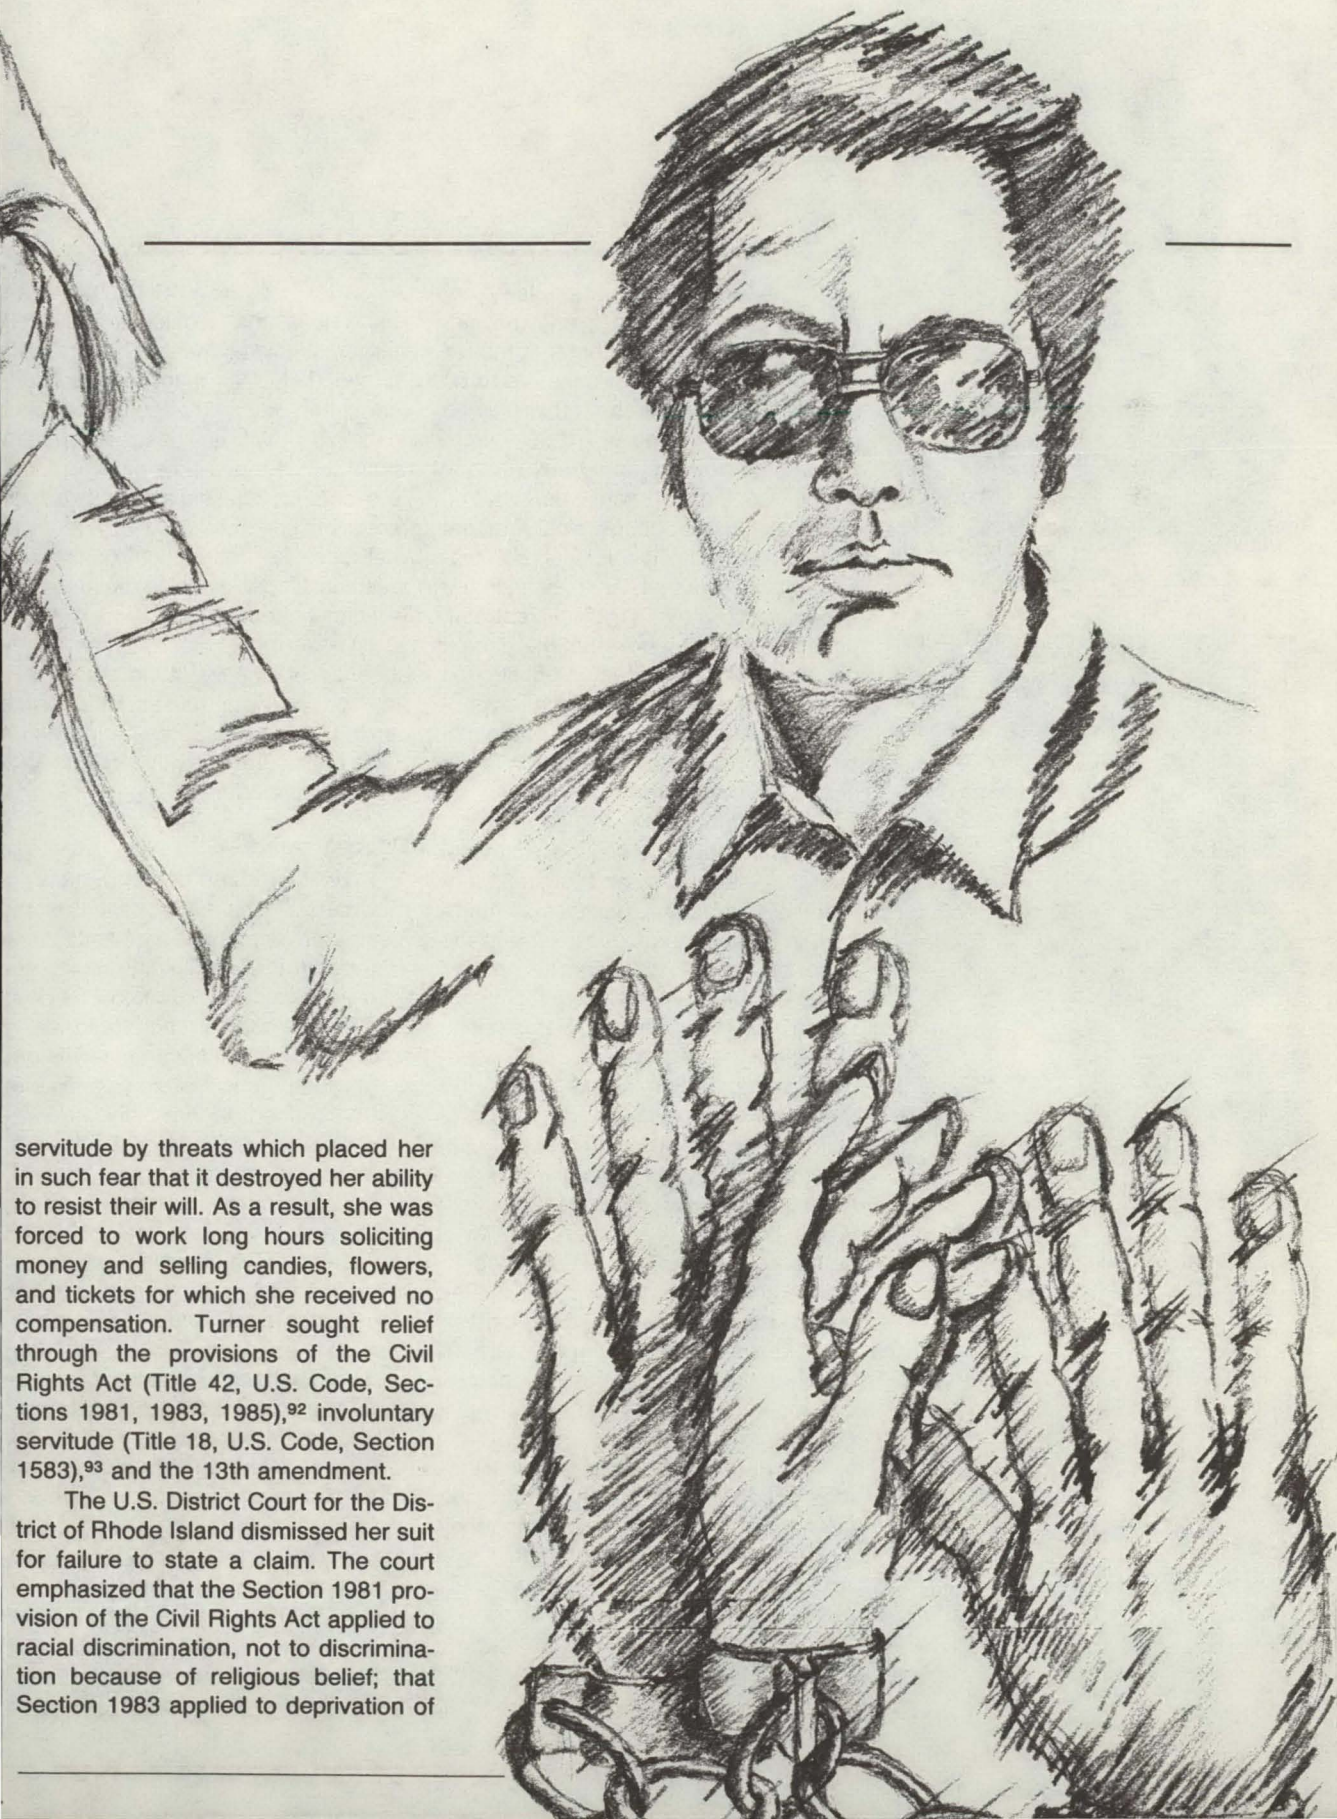 servitude by threats which placed her
in such fear that it destroyed her ability
to resist their will. As a result, she was
forced to work long hours soliciting
money and selling candies, flowers,
and tickets for which she received no
compensation. Turner sought relief
through the provisions of the Civil
Rights Act (Title 42, U.S. Code, Sec-
tions 1981, 1983, 1985),⁹² involuntary
servitude (Title 18, U.S. Code, Section
1583),⁹³ and the 13th amendment.
The U.S. District Court for the Dis-
trict of Rhode Island dismissed her suit
for failure to state a claim. The court
emphasized that the Section 1981 pro-
vision of the Civil Rights Act applied to
racial discrimination, not to discrimina-
tion because of religious belief; that
Section 1983 applied to deprivation of